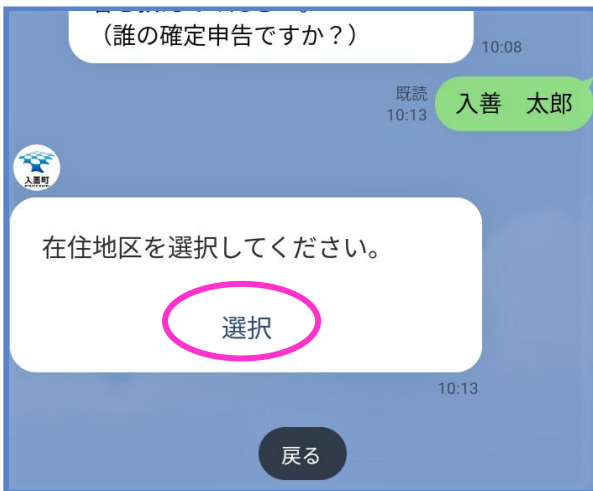 （誰の確定申告ですか？）
10:08
既読
10:13
入善　太郎
入善町
在住地区を選択してください。
選択
10:13
戻る